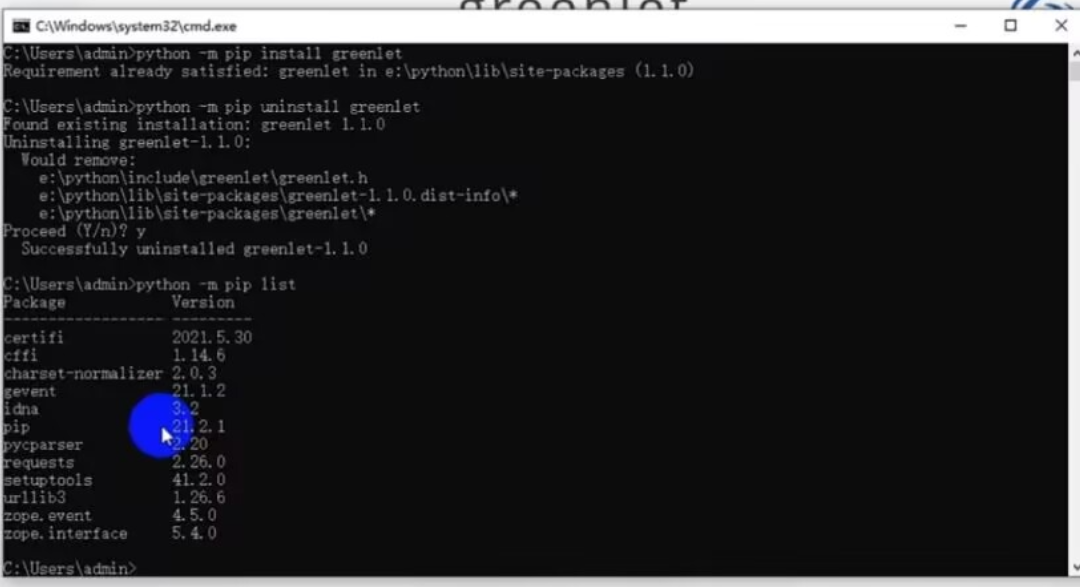 greenlet
C:\Windows\system32\cmd.exe
C:\Users\admin>python -m pip install greenlet
Requirement already satisfied: greenlet in e:\python\lib\site-packages (1.1.0)
C:\Users\admin>python -m pip uninstall greenlet
Found existing installation: greenlet 1.1.0
Uninstalling greenlet-1.1.0:
Would remove:
e:\python\include\greenlet\greenlet.h
e:\python\lib\site-packages\greenlet-1.1.0.dist-info\*
e:\python\lib\site-packages\greenlet\*
Proceed (Y/n)? y
Successfully uninstalled greenlet-1.1.0
C:\Users\admin>python -m pip list
Package Version
------------------ ---------
certifi 2021.5.30
cffi 1.14.6
charset-normalizer 2.0.3
gevent 21.1.2
idna 3.2
pip 21.2.1
pycparser 2.20
requests 2.26.0
setuptools 41.2.0
urllib3 1.26.6
zope.event 4.5.0
zope.interface 5.4.0
C:\Users\admin>